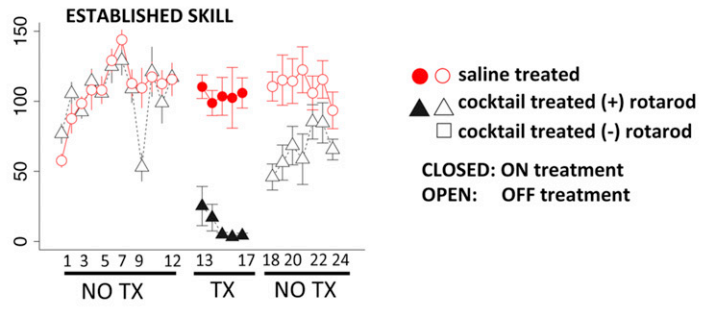 ESTABLISHED SKILL
150
100
50
0
1 3 5 7 9 12 13 17 18 20 22 24
NO TX TX NO TX
saline treated
cocktail treated (+) rotarod
cocktail treated (-) rotarod
CLOSED: ON treatment
OPEN: OFF treatment